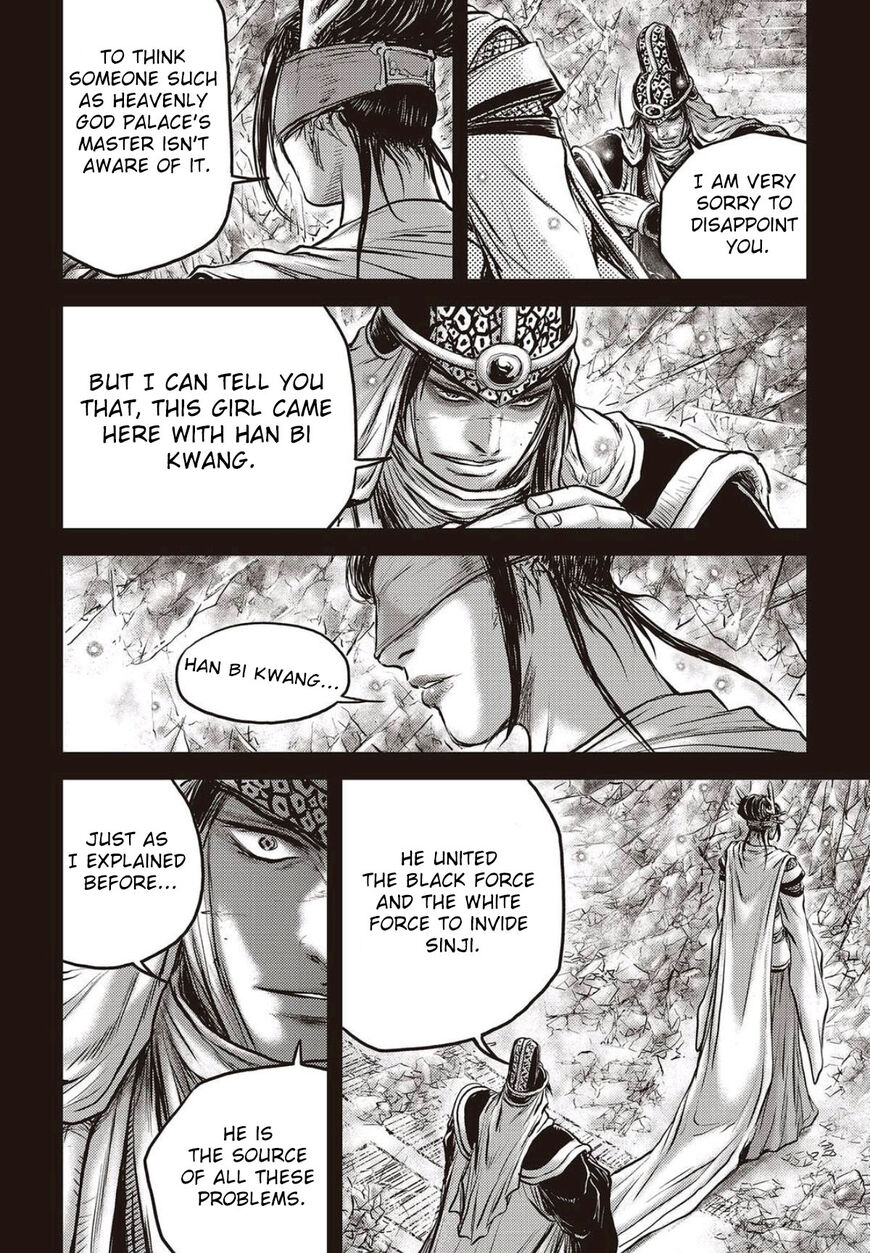 TO THINK
SOMEONE SUCH
AS HEAVENLY
GOD PALACE'S
MASTER ISN'T
AWARE OF IT.
I AM VERY
SORRY TO
DISAPPOINT
YOU.
BUT I CAN TELL YOU
THAT, THIS GIRL CAME
HERE WITH HAN BI
KWANG.
HAN BI KWANG...
JUST AS
I EXPLAINED
BEFORE...
HE IS
THE SOURCE
OF ALL THESE
PROBLEMS.
HE UNITED
THE BLACK FORCE
AND THE WHITE
FORCE TO INVIDE
SINJI.